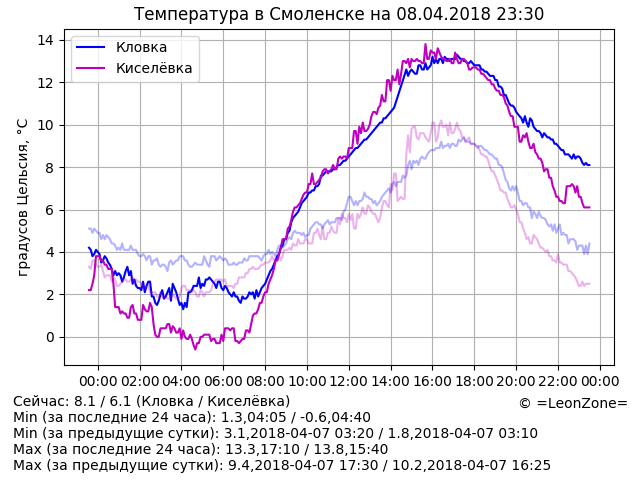 Температура в Смоленске на 08.04.2018 23:30
Кловка
Киселёвка
градусов Цельсия, °C
14
12
10
8
6
4
2
0
00:00 02:00 04:00 06:00 08:00 10:00 12:00 14:00 16:00 18:00 20:00 22:00 00:00
Сейчас: 8.1 / 6.1 (Кловка / Киселёвка)
© =LeonZone=
Min (за последние 24 часа): 1.3,04:05 / -0.6,04:40
Min (за предыдущие сутки): 3.1,2018-04-07 03:20 / 1.8,2018-04-07 03:10
Max (за последние 24 часа): 13.3,17:10 / 13.8,15:40
Max (за предыдущие сутки): 9.4,2018-04-07 17:30 / 10.2,2018-04-07 16:25